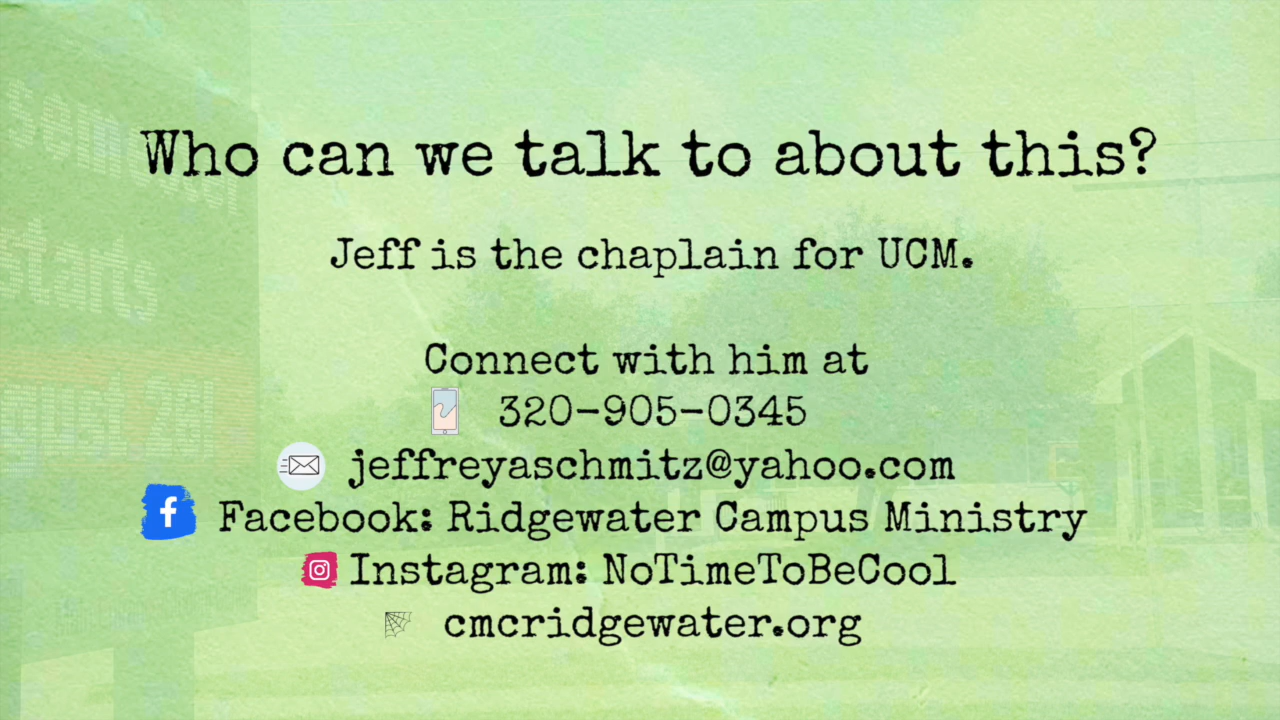 Who can we talk to about this?
Jeff is the chaplain for UCM.
Connect with him at
320-905-0345
jeffreyaschmitz@yahoo.com
Facebook: Ridgewater Campus Ministry
Instagram: NoTimeToBeCool
cmcridgewater.org
starts